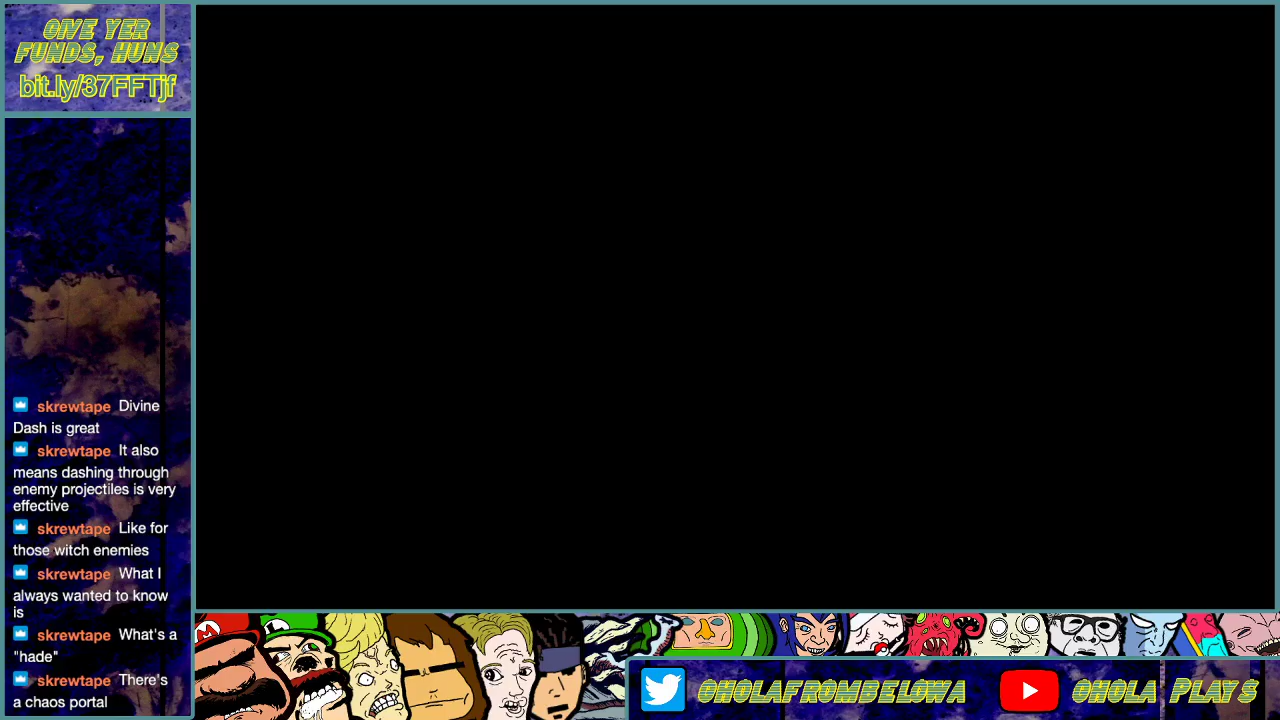 GIVE YER
FUNDS, HUNS
bit.ly/37FFTjf
skrewtape Divine
Dash is great
skrewtape It also
means dashing through
enemy projectiles is very
effective
skrewtape Like for
those witch enemies
skrewtape What I
always wanted to know
is
skrewtape What's a
"hade"
skrewtape There's
a chaos portal
M
L
OHOLAFROMBELOWA
OHOLA PLAYS